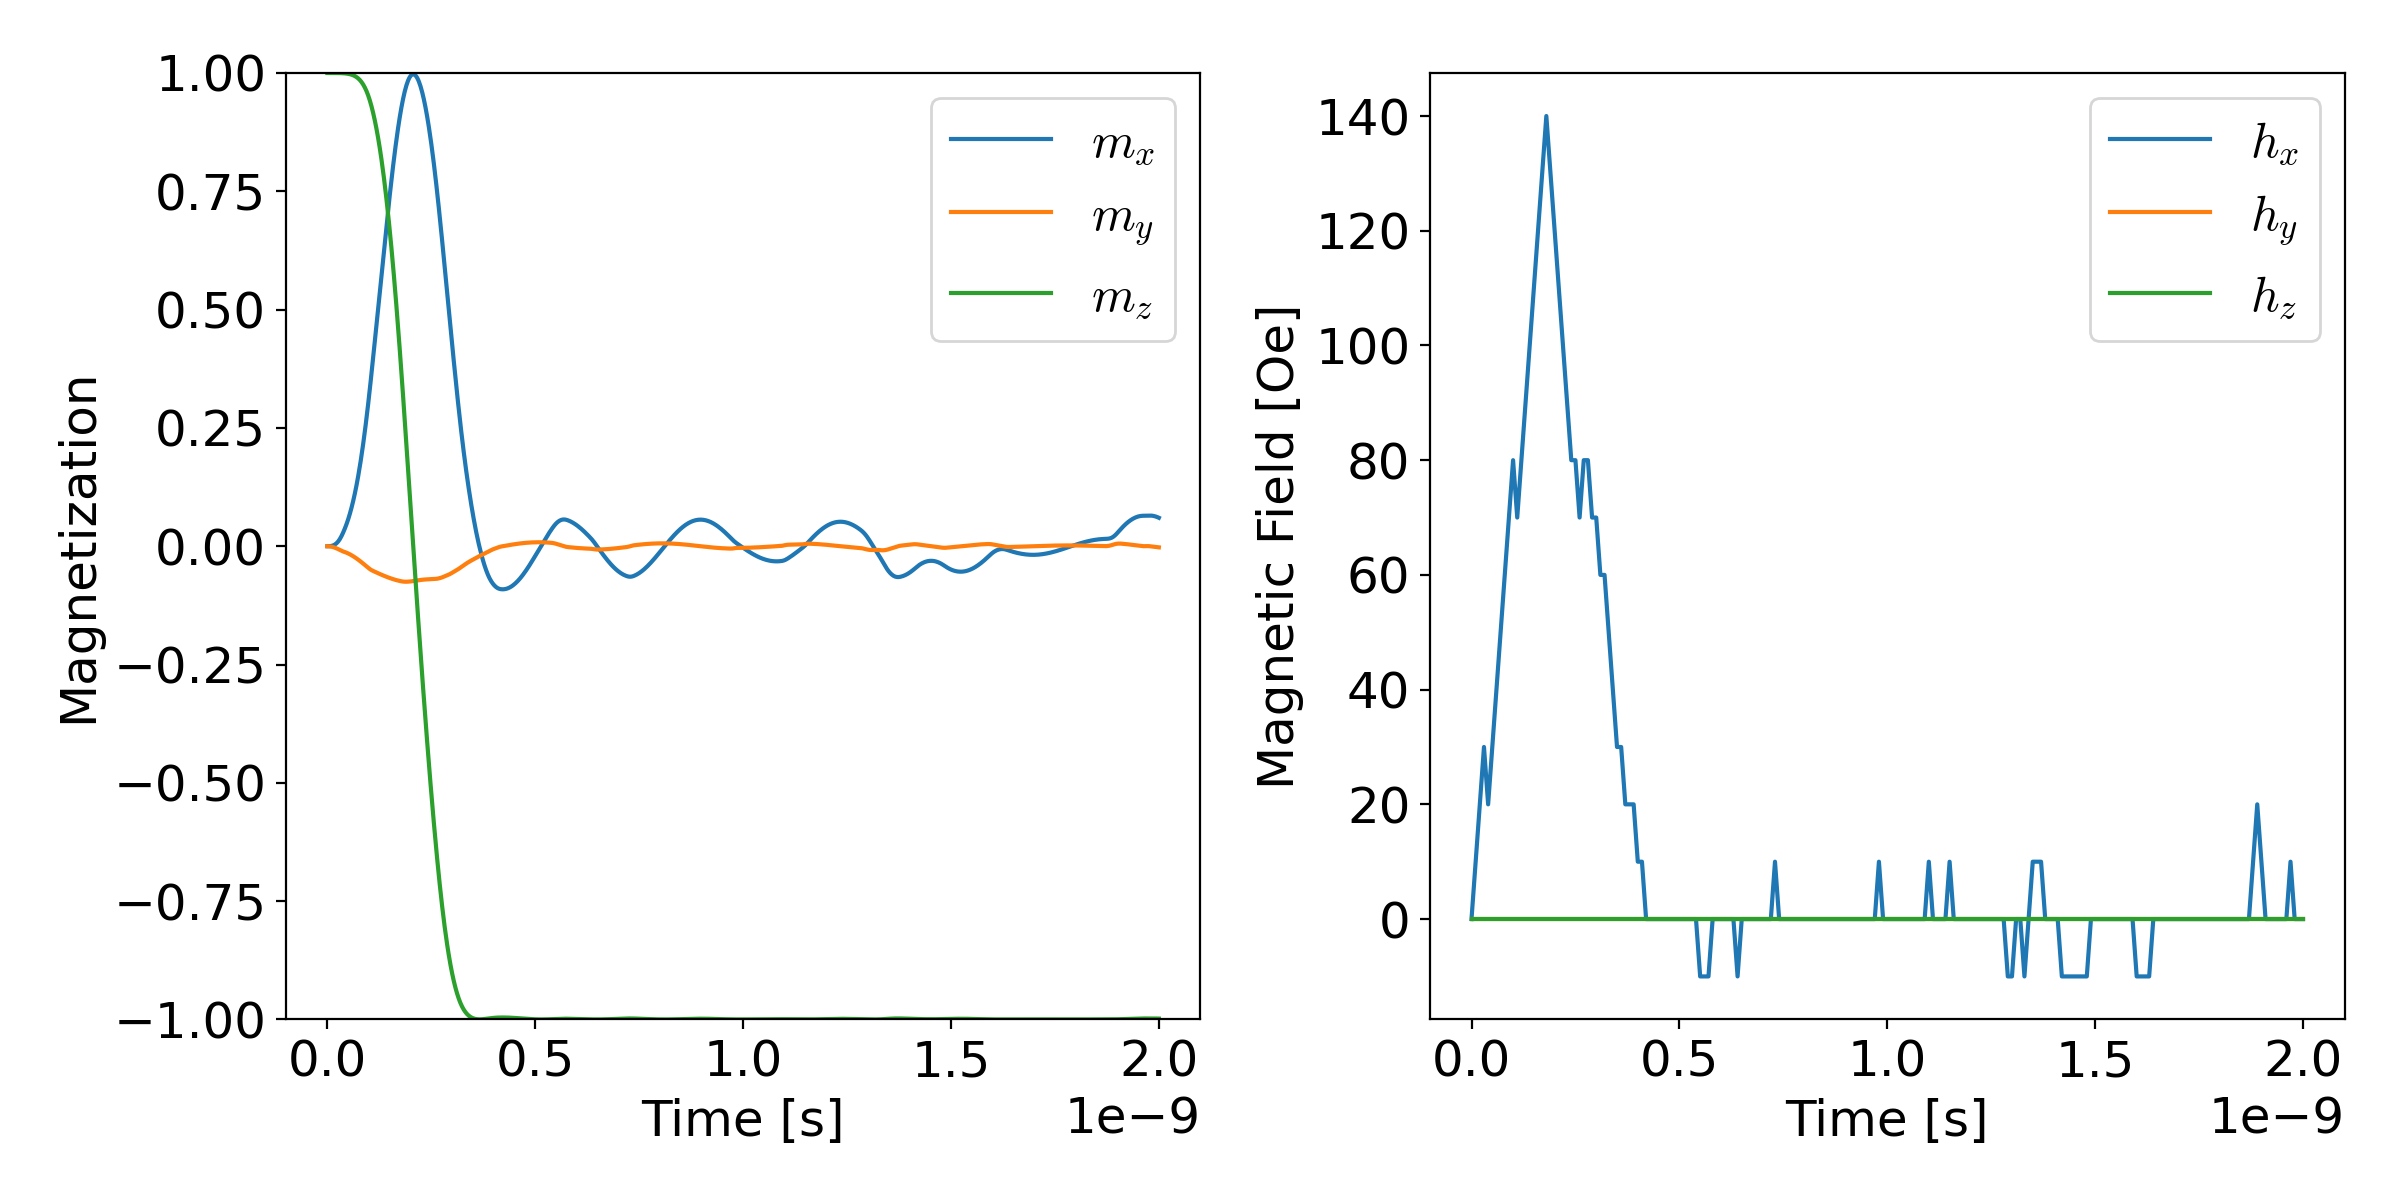 1.00
0.75
0.50
0.25
0.00
−0.25
−0.50
−0.75
−1.00
Magnetization
0.0 0.5 1.0 1.5 2.0
Time [s]
1e−9
m_x
m_y
m_z
140
120
100
80
60
40
20
0
Magnetic Field [Oe]
0.0 0.5 1.0 1.5 2.0
Time [s]
1e−9
h_x
h_y
h_z